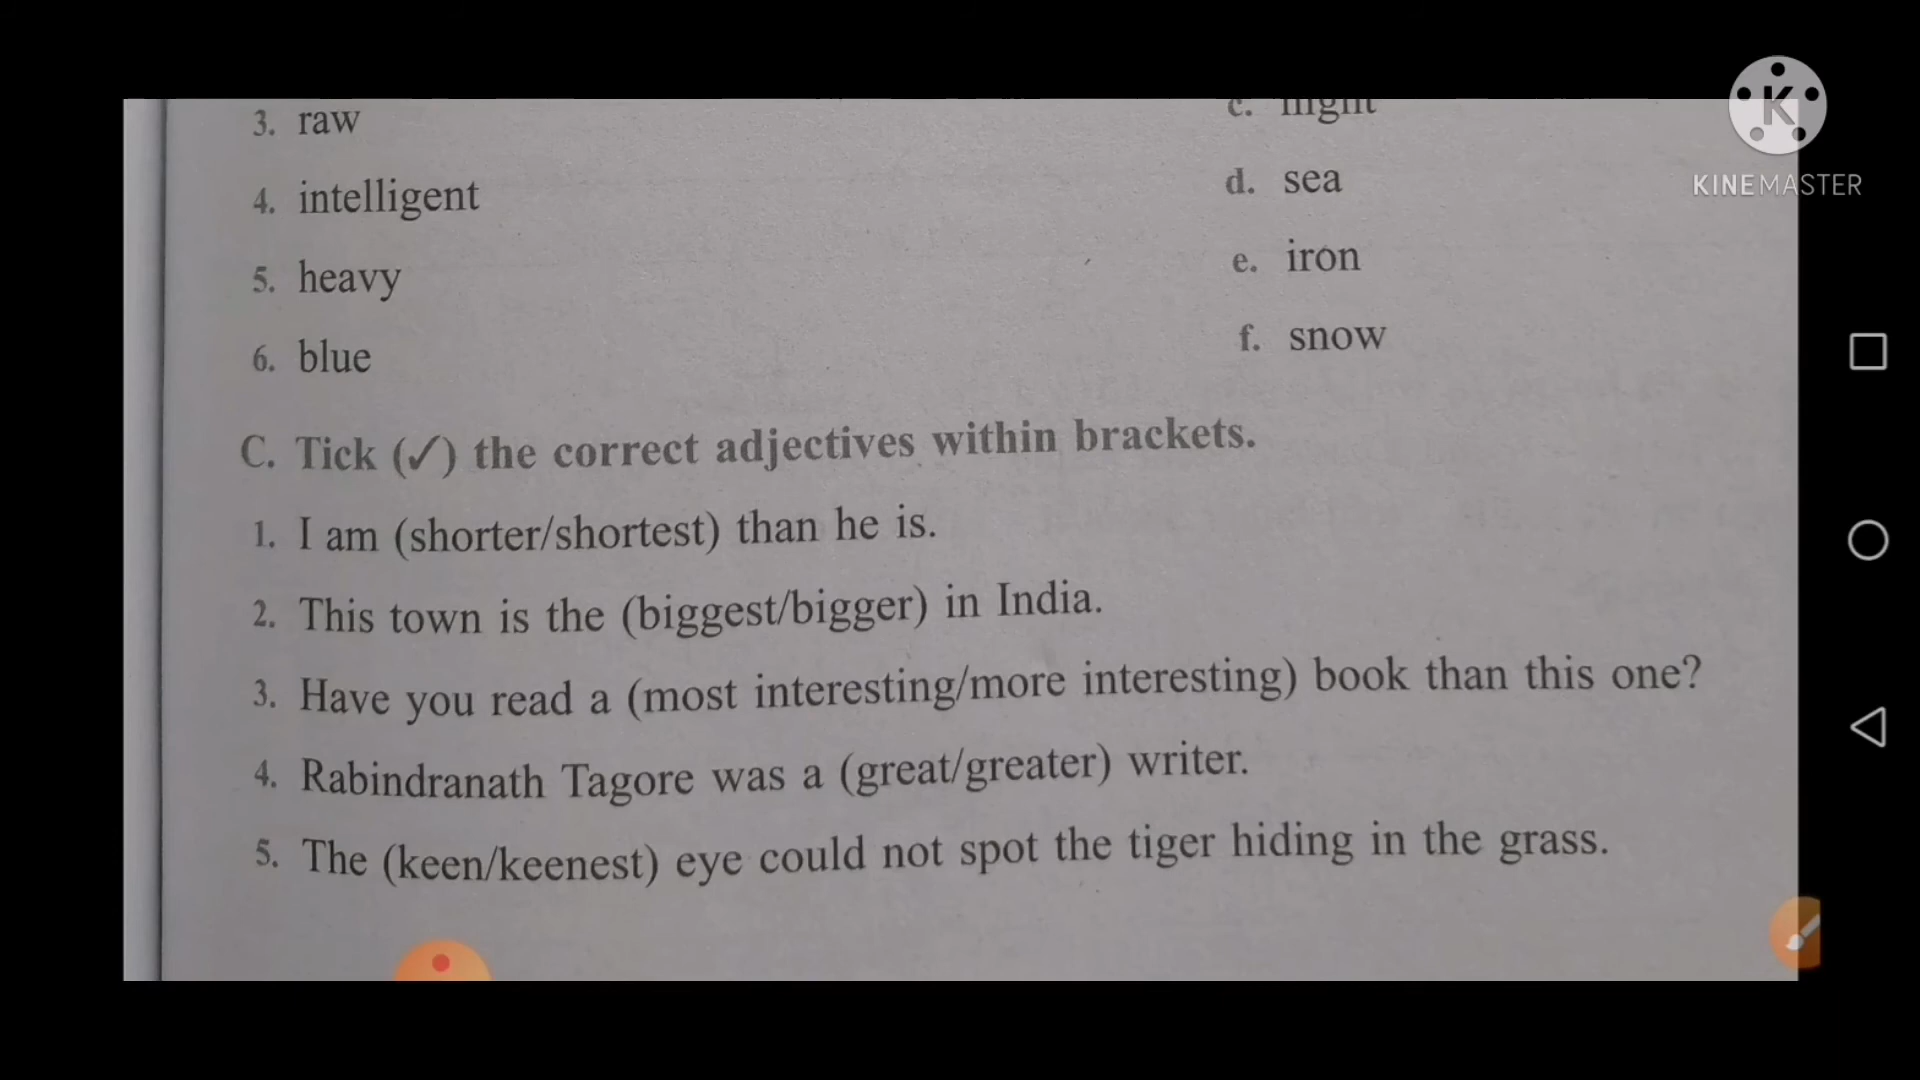 3. raw
c. night
4. intelligent
d. sea
5. heavy
e. iron
6. blue
f. snow
C. Tick (✓) the correct adjectives within brackets.
1. I am (shorter/shortest) than he is.
2. This town is the (biggest/bigger) in India.
3. Have you read a (most interesting/more interesting) book than this one?
4. Rabindranath Tagore was a (great/greater) writer.
5. The (keen/keenest) eye could not spot the tiger hiding in the grass.
K
KINEMASTER